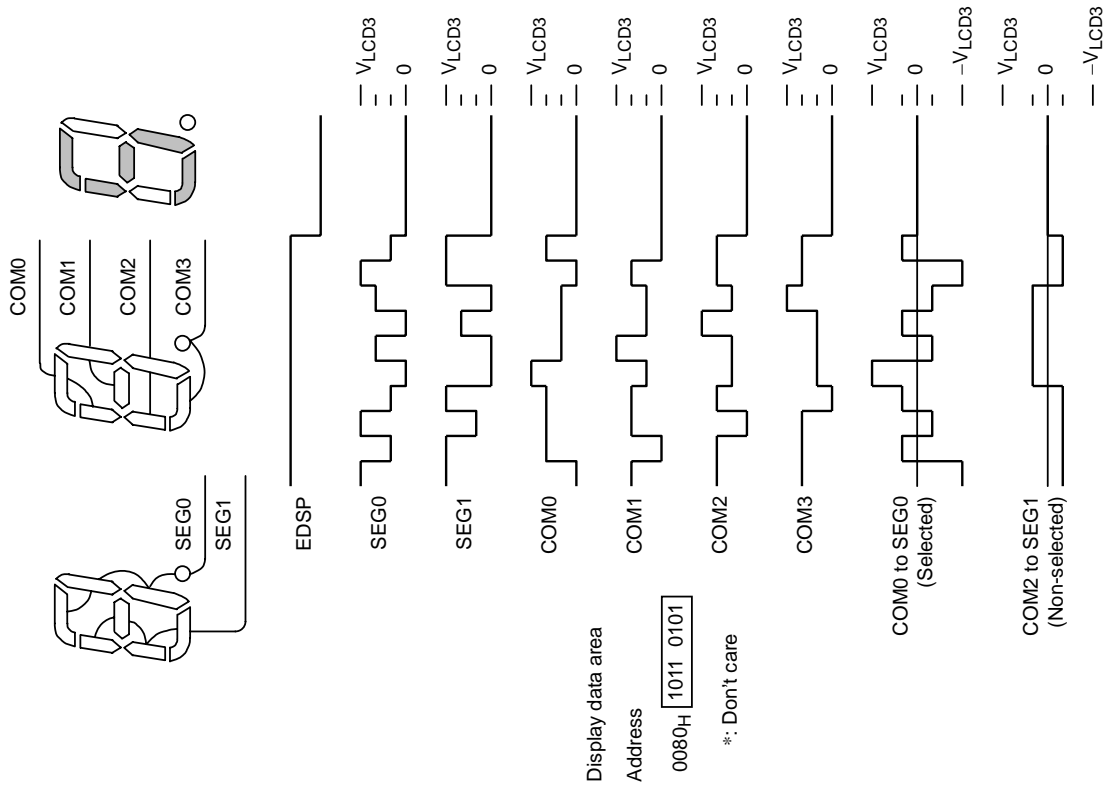 COM0
COM1
COM2
COM3
SEG0
SEG1
EDSP
SEG0
VLCD3
0
SEG1
VLCD3
0
COM0
VLCD3
0
COM1
VLCD3
0
COM2
VLCD3
0
COM3
VLCD3
0
COM0 to SEG0
(Selected)
VLCD3
0
−VLCD3
COM2 to SEG1
(Non-selected)
VLCD3
0
−VLCD3
Display data area
Address
0080H 1011 0101
*: Don't care